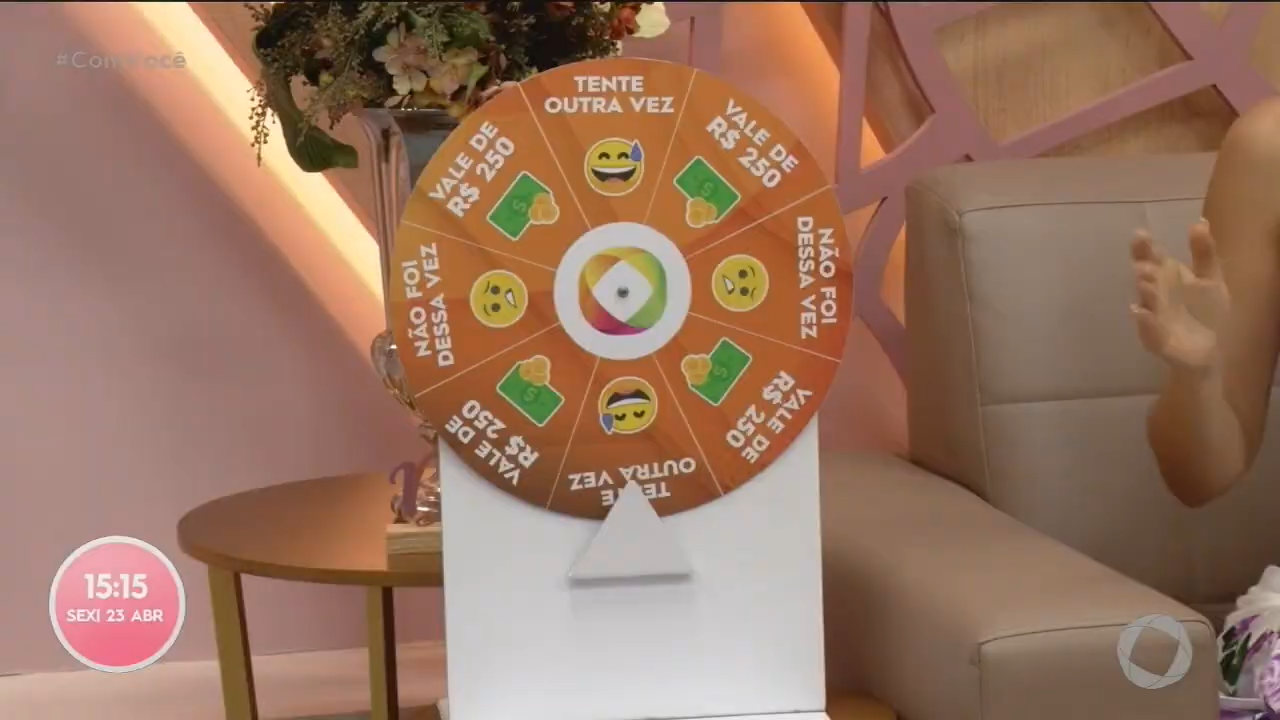 #ComVocê
TENTE
OUTRA VEZ
VALE DE
R$ 250
NÃO FOI
DESSA VEZ
VALE DE
R$ 250
TENTE
OUTRA VEZ
VALE DE
R$ 250
NÃO FOI
DESSA VEZ
VALE DE
R$ 250
15:15
SEX| 23 ABR